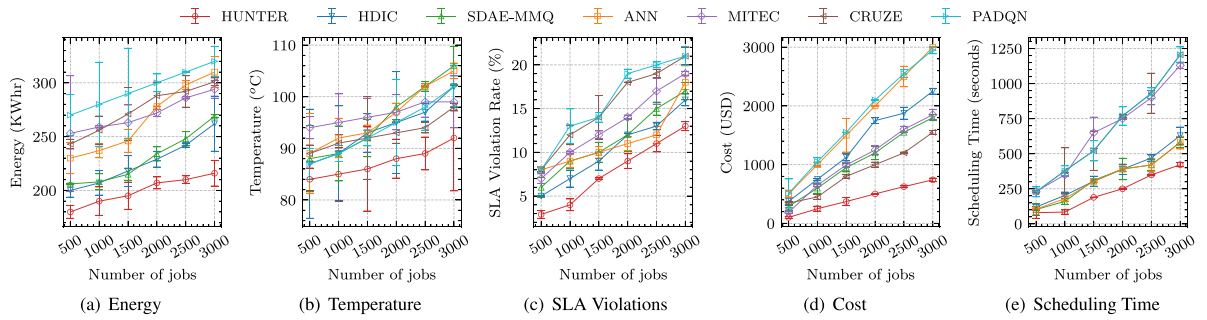 HUNTER HDIC SDAE-MMQ ANN MITEC CRUZE PADQN
Energy (KWhr)
300
250
200
500 1000 1500 2000 2500 3000
Number of jobs
(a) Energy
Temperature (°C)
110
100
90
80
500 1000 1500 2000 2500 3000
Number of jobs
(b) Temperature
SLA Violation Rate (%)
20
15
10
5
500 1000 1500 2000 2500 3000
Number of jobs
(c) SLA Violations
Cost (USD)
3000
2000
1000
0
500 1000 1500 2000 2500 3000
Number of jobs
(d) Cost
Scheduling Time (seconds)
1250
1000
750
500
250
0
500 1000 1500 2000 2500 3000
Number of jobs
(e) Scheduling Time